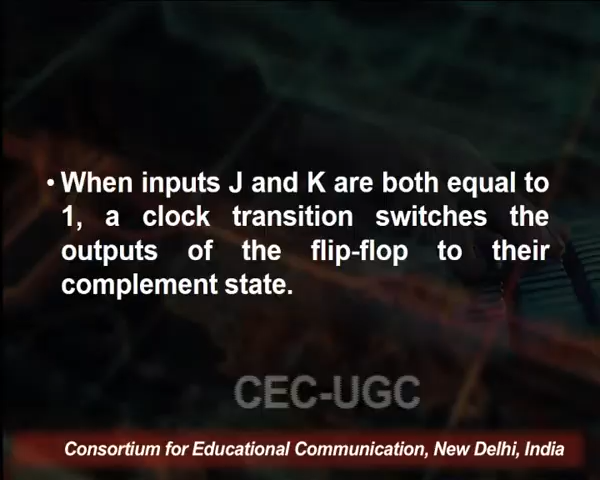 • When inputs J and K are both equal to
1, a clock transition switches the
outputs of the flip-flop to their
complement state.
CEC-UGC
Consortium for Educational Communication, New Delhi, India